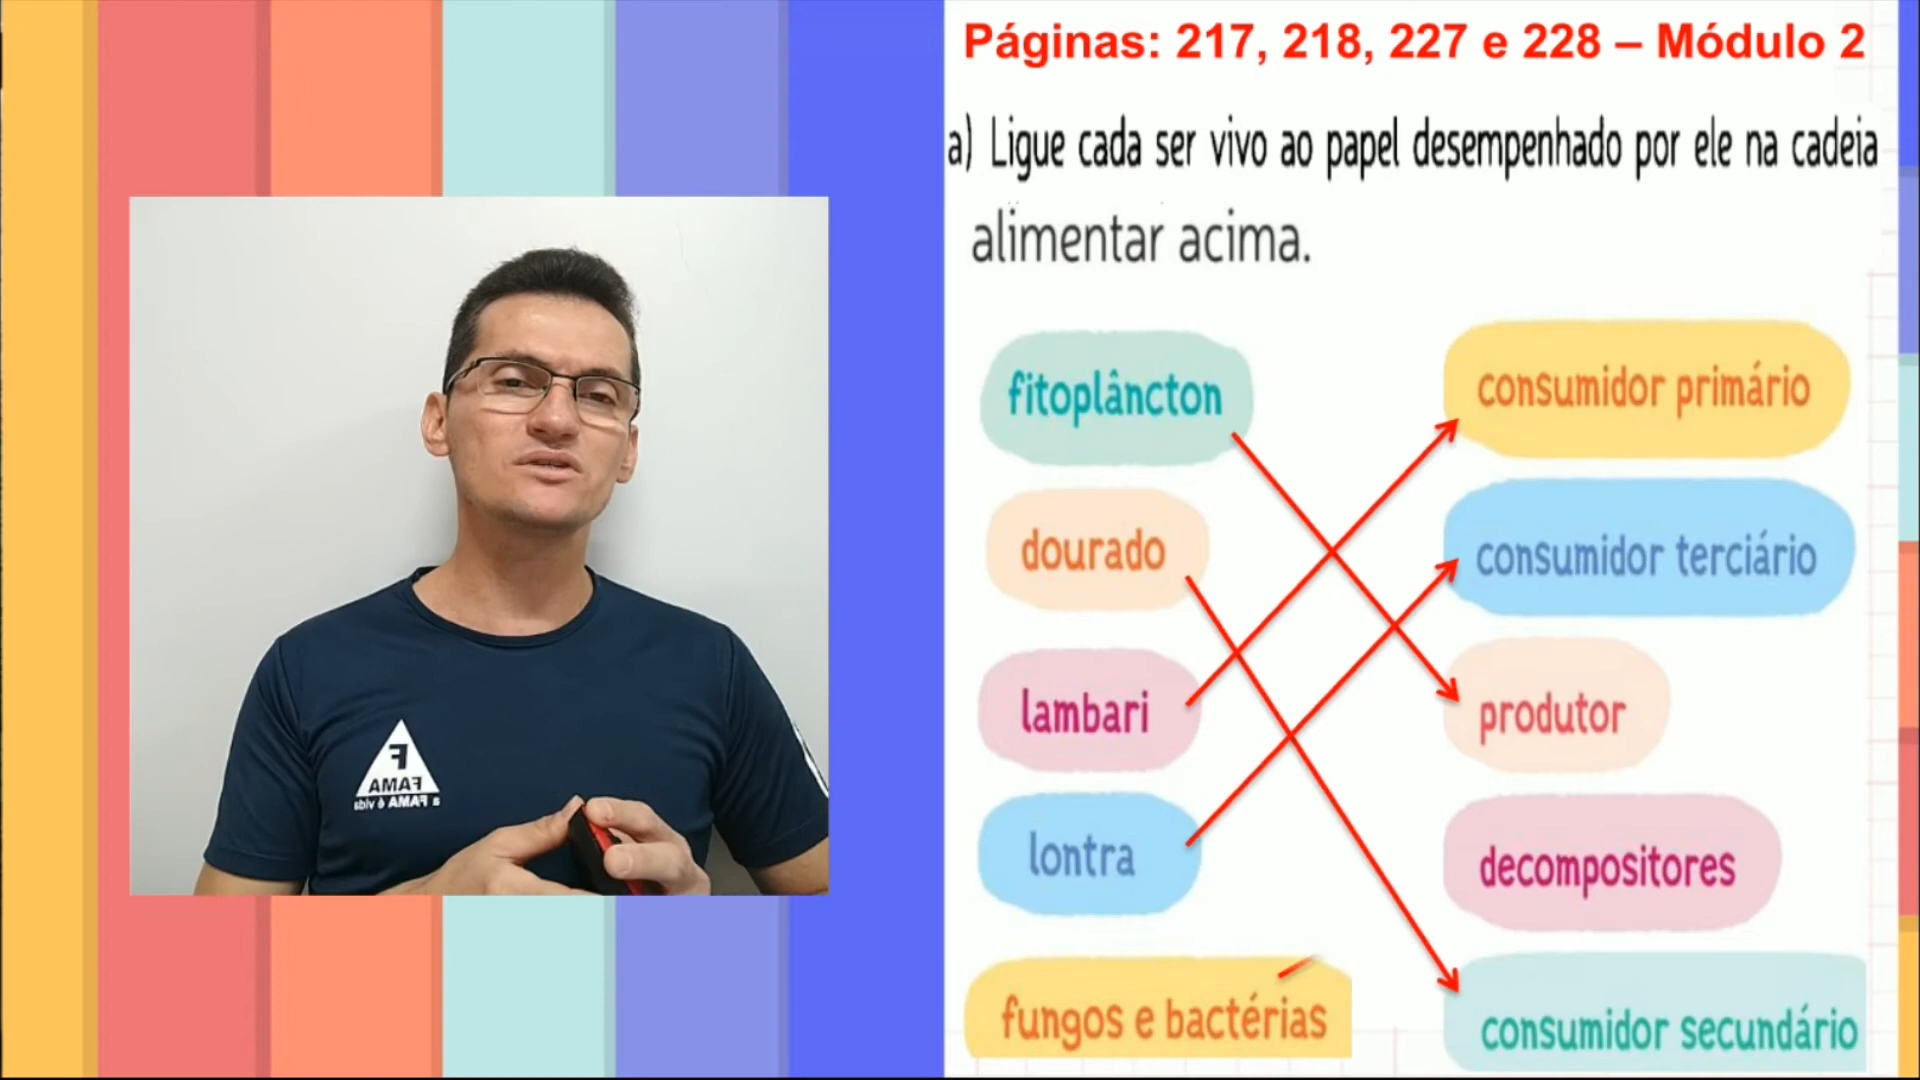 Páginas: 217, 218, 227 e 228 – Módulo 2
a) Ligue cada ser vivo ao papel desempenhado por ele na cadeia
alimentar acima.
fitoplâncton
consumidor primário
dourado
consumidor terciário
lambari
produtor
lontra
decompositores
fungos e bactérias
consumidor secundário
F
FAMA
a FAMA é vida